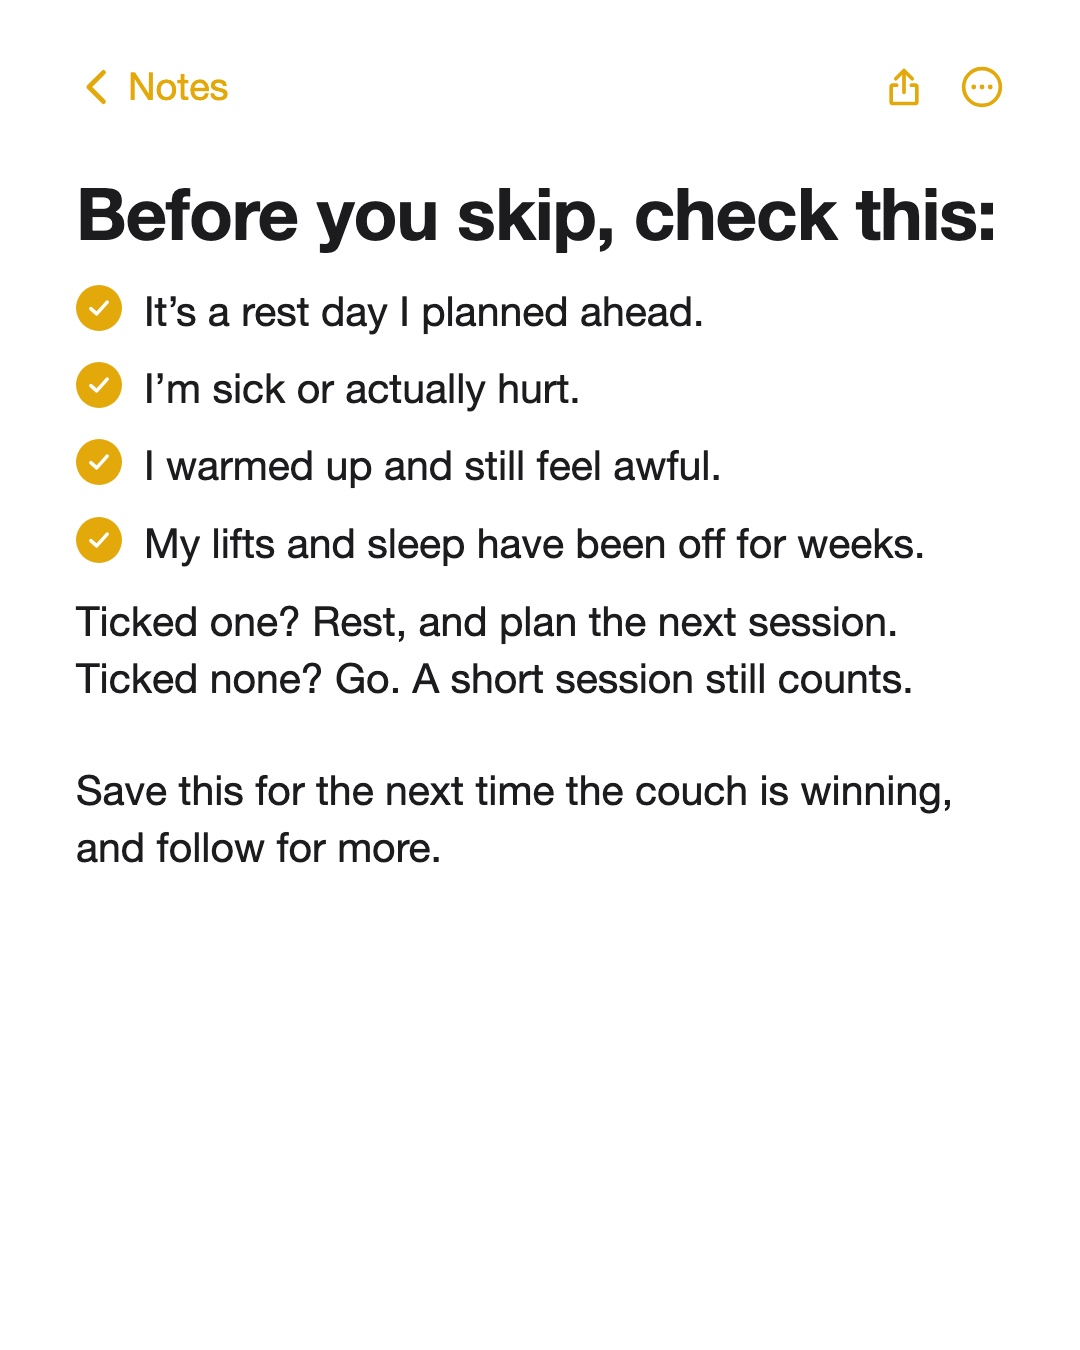 Notes
Before you skip, check this:
It’s a rest day I planned ahead.
I’m sick or actually hurt.
I warmed up and still feel awful.
My lifts and sleep have been off for weeks.
Ticked one? Rest, and plan the next session.
Ticked none? Go. A short session still counts.
Save this for the next time the couch is winning,
and follow for more.